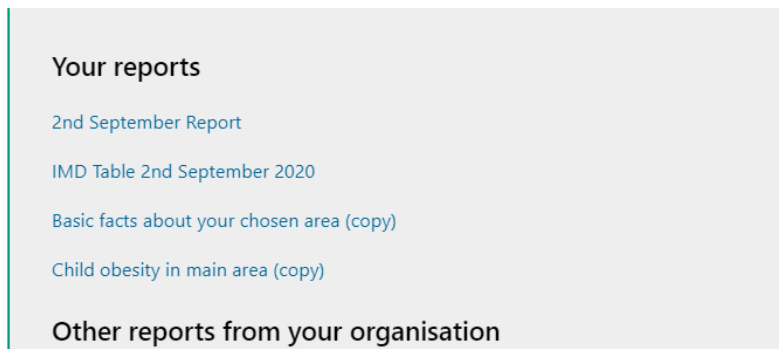 Your reports
2nd September Report
IMD Table 2nd September 2020
Basic facts about your chosen area (copy)
Child obesity in main area (copy)
Other reports from your organisation